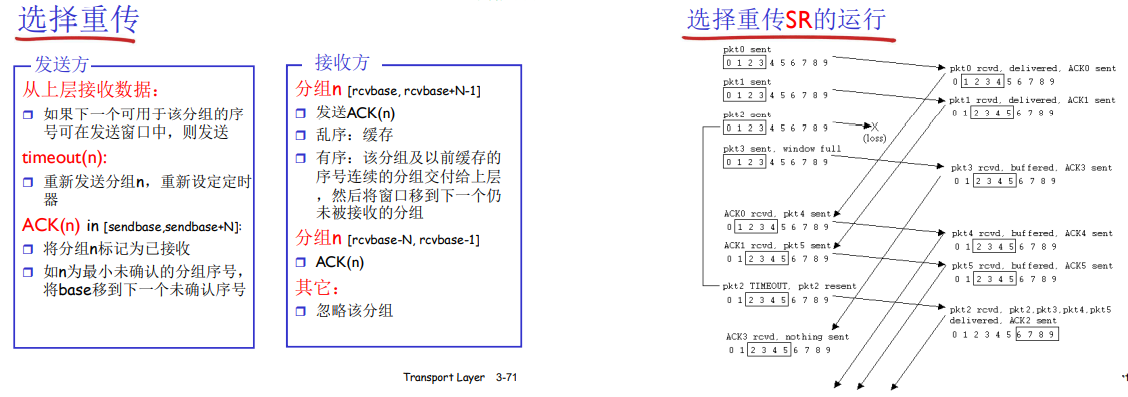 选择重传
发送方
从上层接收数据：
如果下一个可用于该分组的序
号可在发送窗口中，则发送
timeout(n):
重新发送分组n，重新设定定时
器
ACK(n) in [sendbase,sendbase+N]:
将分组n标记为已接收
如n为最小未确认的分组序号，
将base移到下一个未确认序号
接收方
分组n [rcvbase, rcvbase+N-1]
发送ACK(n)
乱序：缓存
有序：该分组及以前缓存的
序号连续的分组交付给上层
，然后将窗口移到下一个仍
未被接收的分组
分组n [rcvbase-N, rcvbase-1]
ACK(n)
其它：
忽略该分组
Transport Layer 3-71
选择重传SR的运行
pkt0 sent
0 1 2 3 4 5 6 7 8 9
pkt0 rcvd, delivered, ACK0 sent
0 1 2 3 4 5 6 7 8 9
pkt1 sent
0 1 2 3 4 5 6 7 8 9
pkt1 rcvd, delivered, ACK1 sent
0 1 2 3 4 5 6 7 8 9
pkt2 sent
0 1 2 3 4 5 6 7 8 9
X
(loss)
pkt3 sent, window full
0 1 2 3 4 5 6 7 8 9
pkt3 rcvd, buffered, ACK3 sent
0 1 2 3 4 5 6 7 8 9
ACK0 rcvd, pkt4 sent
0 1 2 3 4 5 6 7 8 9
pkt4 rcvd, buffered, ACK4 sent
0 1 2 3 4 5 6 7 8 9
ACK1 rcvd, pkt5 sent
0 1 2 3 4 5 6 7 8 9
pkt5 rcvd, buffered, ACK5 sent
0 1 2 3 4 5 6 7 8 9
pkt2 TIMEOUT, pkt2 resent
0 1 2 3 4 5 6 7 8 9
pkt2 rcvd, pkt2,pkt3,pkt4,pkt5
delivered, ACK2 sent
0 1 2 3 4 5 6 7 8 9
ACK3 rcvd, nothing sent
0 1 2 3 4 5 6 7 8 9